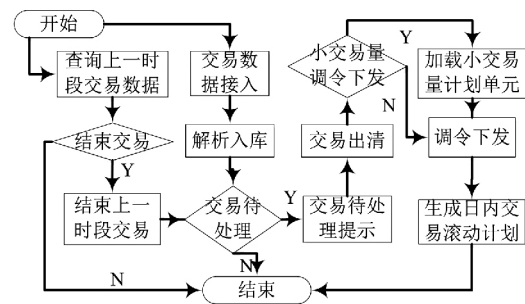 开始
查询上一时
段交易数据
结束交易
Y
结束上一
时段交易
N
交易数
据接入
解析入库
交易待
处理
Y
N
结束
小交易量
调令下发
Y
N
交易出清
交易待处
理提示
加载小交易
量计划单元
调令下发
生成日内交
易滚动计划